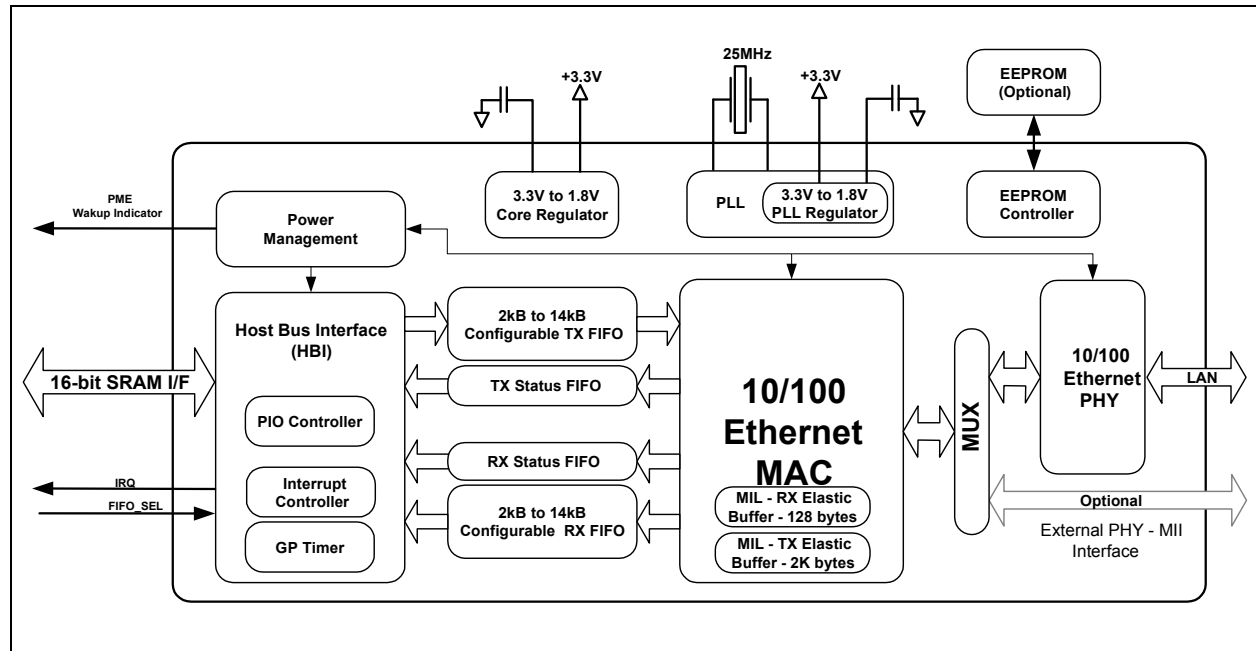 25MHz
+3.3V
+3.3V
EEPROM
(Optional)
3.3V to 1.8V
Core Regulator
PLL
3.3V to 1.8V
PLL Regulator
EEPROM
Controller
PME
Wakup Indicator
Power
Management
Host Bus Interface
(HBI)
2kB to 14kB
Configurable TX FIFO
TX Status FIFO
16-bit SRAM I/F
PIO Controller
RX Status FIFO
IRQ
Interrupt
Controller
FIFO_SEL
2kB to 14kB
Configurable RX FIFO
GP Timer
10/100
Ethernet
MAC
MIL - RX Elastic
Buffer - 128 bytes
MIL - TX Elastic
Buffer - 2K bytes
MUX
10/100
Ethernet
PHY
LAN
Optional
External PHY - MII
Interface